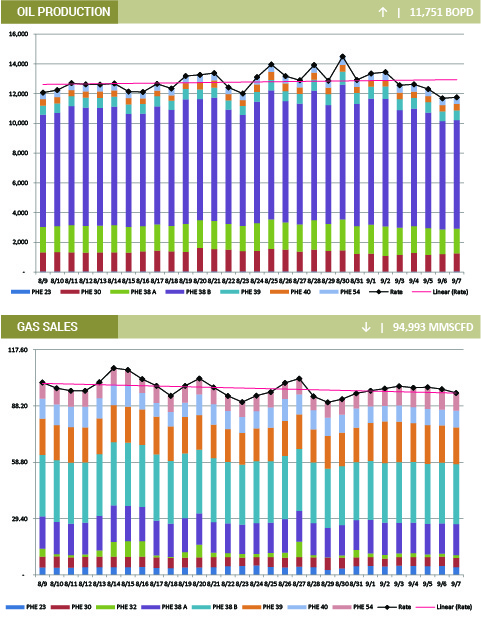 OIL PRODUCTION ↑ | 11,751 BOPD
16,000
14,000
12,000
10,000
8,000
6,000
4,000
2,000
-
8/9 8/10 8/11 8/12 8/13 8/14 8/15 8/16 8/17 8/18 8/19 8/20 8/21 8/22 8/23 8/24 8/25 8/26 8/27 8/28 8/29 8/30 8/31 9/1 9/2 9/3 9/4 9/5 9/6 9/7
PHE 23 PHE 30 PHE 38 A PHE 38 B PHE 39 PHE 40 PHE 54 Rate Linear (Rate)
GAS SALES ↓ | 94,993 MMSCFD
117.60
88.20
58.80
29.40
-
8/9 8/10 8/11 8/12 8/13 8/14 8/15 8/16 8/17 8/18 8/19 8/20 8/21 8/22 8/23 8/24 8/25 8/26 8/27 8/28 8/29 8/30 8/31 9/1 9/2 9/3 9/4 9/5 9/6 9/7
PHE 23 PHE 30 PHE 32 PHE 38 A PHE 38 B PHE 39 PHE 40 PHE 54 Rate Linear (Rate)